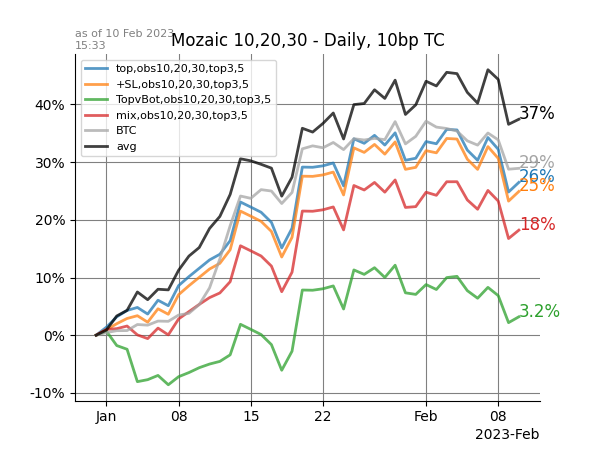 as of 10 Feb 2023
15:33
Mozaic 10,20,30 - Daily, 10bp TC
top,obs10,20,30,top3,5
+SL,obs10,20,30,top3,5
TopvBot,obs10,20,30,top3,5
mix,obs10,20,30,top3,5
BTC
avg
40%
30%
20%
10%
0%
-10%
37%
29%
26%
25%
18%
3.2%
Jan 08 15 22 Feb 08
2023-Feb